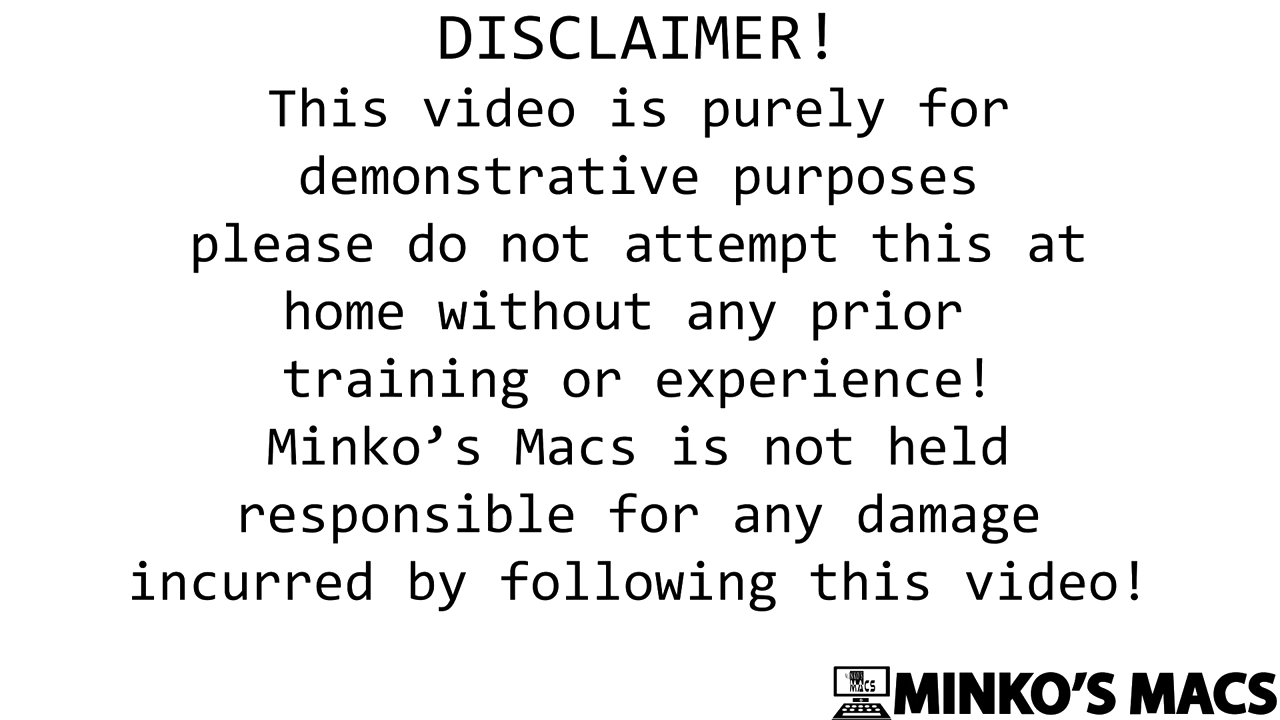 DISCLAIMER!
This video is purely for
demonstrative purposes
please do not attempt this at
home without any prior
training or experience!
Minko’s Macs is not held
responsible for any damage
incurred by following this video!
MACS
MINKO’S MACS